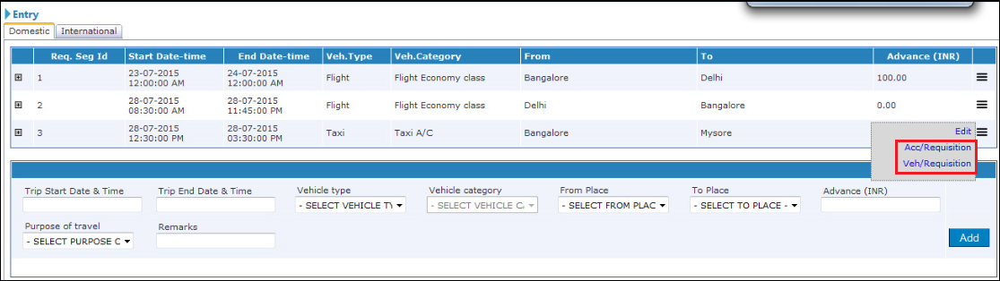 Entry
Domestic International
Req. Seg Id Start Date-time End Date-time Veh.Type Veh.Category From To Advance (INR)
1 23-07-2015 12:00:00 AM 24-07-2015 12:00:00 AM Flight Flight Economy class Bangalore Delhi 100.00
2 28-07-2015 08:30:00 AM 28-07-2015 11:45:00 PM Flight Flight Economy class Delhi Bangalore 0.00
3 28-07-2015 12:30:00 PM 28-07-2015 03:30:00 PM Taxi Taxi A/C Bangalore Mysore
Edit
Acc/Requisition
Veh/Requisition
Trip Start Date & Time Trip End Date & Time Vehicle type Vehicle category From Place To Place Advance (INR)
- SELECT VEHICLE TY - SELECT VEHICLE CA - SELECT FROM PLAC - SELECT TO PLACE -
Purpose of travel Remarks
- SELECT PURPOSE O
Add